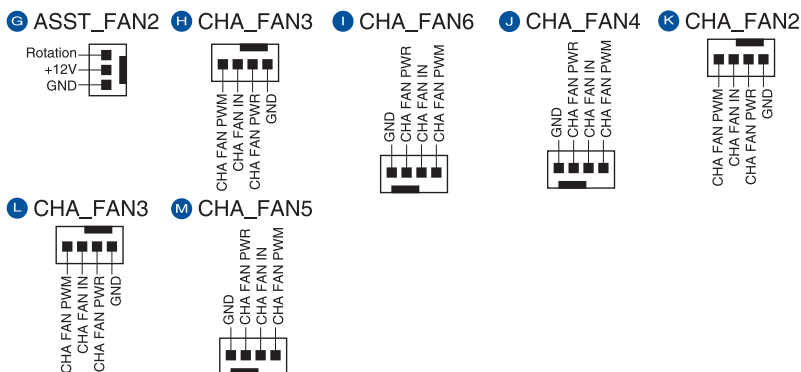 G ASST_FAN2
Rotation
+12V
GND
H CHA_FAN3
CHA FAN PWM
CHA FAN IN
CHA FAN PWR
GND
I CHA_FAN6
GND
CHA FAN PWR
CHA FAN IN
CHA FAN PWM
J CHA_FAN4
GND
CHA FAN PWR
CHA FAN IN
CHA FAN PWM
K CHA_FAN2
CHA FAN PWM
CHA FAN IN
CHA FAN PWR
GND
L CHA_FAN3
CHA FAN PWM
CHA FAN IN
CHA FAN PWR
GND
M CHA_FAN5
GND
CHA FAN PWR
CHA FAN IN
CHA FAN PWM